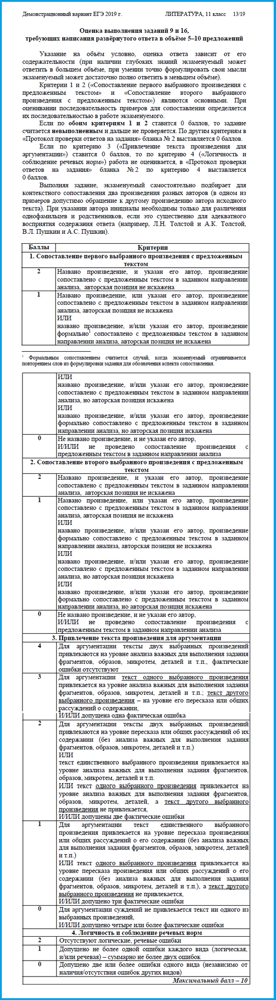 Демонстрационный вариант ЕГЭ 2019 г. ЛИТЕРАТУРА, 11 класс 13/19
Оценка выполнения заданий 9 и 16,
требующих написания развёрнутого ответа в объёме 5–10 предложений
Указание на объём условно, оценка ответа зависит от его
содержательности (при наличии глубоких знаний экзаменуемый может
ответить в большем объёме, при умении точно формулировать свои мысли
экзаменуемый может достаточно полно ответить в меньшем объёме).
Критерии 1 и 2 («Сопоставление первого выбранного произведения с
предложенным текстом» и «Сопоставление второго выбранного
произведения с предложенным текстом») являются основными. При
оценивании последовательность примеров для сопоставления определяется
их последовательностью в работе экзаменуемого.
Если по обоим критериям 1 и 2 ставится 0 баллов, то задание
считается невыполненным и дальше не проверяется. По другим критериям в
«Протокол проверки ответов на задания» бланка № 2 выставляется 0 баллов.
Если по критерию 3 («Привлечение текста произведения для
аргументации») ставится 0 баллов, то по критерию 4 («Логичность и
соблюдение речевых норм») работа не оценивается, в «Протокол проверки
ответов на задания» бланка № 2 по критерию 4 выставляется
0 баллов.
Выполняя задание, экзаменуемый самостоятельно подбирает для
контекстного сопоставления два произведения разных авторов (в одном из
примеров допустимо обращение к другому произведению автора исходного
текста). При указании автора инициалы необходимы только для различения
однофамильцев и родственников, если это существенно для адекватного
восприятия содержания ответа (например, Л.Н. Толстой и А.К. Толстой,
В.Л. Пушкин и А.С. Пушкин).
Баллы Критерии
1. Сопоставление первого выбранного произведения с предложенным
текстом
2 Названо произведение, и указан его автор, произведение
сопоставлено с предложенным текстом в заданном направлении
анализа, авторская позиция не искажена
1 Названо произведение, или указан его автор, произведение
сопоставлено с предложенным текстом в заданном направлении
анализа, авторская позиция не искажена
ИЛИ
названо произведение, и/или указан его автор, произведение
формально1 сопоставлено с предложенным текстом в заданном
направлении анализа, авторская позиция не искажена
1 Формальным сопоставлением считается случай, когда экзаменуемый ограничивается
повторением слов из формулировки задания для обозначения аспекта сопоставления.
ИЛИ
названо произведение, и/или указан его автор, произведение
сопоставлено с предложенным текстом в заданном направлении
анализа, но авторская позиция искажена
ИЛИ
названо произведение, и/или указан его автор, произведение
формально сопоставлено с предложенным текстом в заданном
направлении анализа, но авторская позиция искажена
0 Не названо произведение, и не указан его автор,
И/ИЛИ не проведено сопоставление произведения с
предложенным текстом в заданном направлении анализа
2. Сопоставление второго выбранного произведения с предложенным
текстом
2 Названо произведение, и указан его автор, произведение
сопоставлено с предложенным текстом в заданном направлении
анализа, авторская позиция не искажена
1 Названо произведение, или указан его автор, произведение
сопоставлено с предложенным текстом в заданном направлении
анализа, авторская позиция не искажена
ИЛИ
названо произведение, и/или указан его автор, произведение
формально сопоставлено с предложенным текстом в заданном
направлении анализа, авторская позиция не искажена
ИЛИ
названо произведение, и/или указан его автор, произведение
сопоставлено с предложенным текстом в заданном направлении
анализа, но авторская позиция искажена
ИЛИ
названо произведение, и/или указан его автор, произведение
формально сопоставлено с предложенным текстом в заданном
направлении анализа, но авторская позиция искажена
0 Не названо произведение, и не указан его автор,
И/ИЛИ не проведено сопоставление произведения с
предложенным текстом в заданном направлении анализа
3. Привлечение текста произведения для аргументации
4 Для аргументации тексты двух выбранных произведений
привлекаются на уровне анализа важных для выполнения задания
фрагментов, образов, микротем, деталей и т.п., фактические
ошибки отсутствуют
3 Для аргументации текст одного выбранного произведения
привлекается на уровне анализа важных для выполнения задания
фрагментов, образов, микротем, деталей и т.п.; текст другого
выбранного произведения – на уровне его пересказа или общих
рассуждений о содержании,
И/ИЛИ допущена одна фактическая ошибка
2 Для аргументации тексты двух выбранных произведений
привлекаются на уровне пересказа или общих рассуждений об их
содержании (без анализа важных для выполнения задания
фрагментов, образов, микротем, деталей и т.п.)
ИЛИ
текст единственного выбранного произведения привлекается на
уровне анализа важных для выполнения задания фрагментов,
образов, микротем, деталей и т.п.
ИЛИ текст одного выбранного произведения привлекается на
уровне анализа важных для выполнения задания фрагментов,
образов, микротем, деталей, а текст другого выбранного
произведения не привлекается,
И/ИЛИ допущены две фактические ошибки
1 Для аргументации текст единственного выбранного
произведения привлекается на уровне пересказа произведения
или общих рассуждений о его содержании (без анализа важных
для выполнения задания фрагментов, образов, микротем, деталей
и т.п.)
ИЛИ текст одного выбранного произведения привлекается на
уровне пересказа произведения или общих рассуждений о его
содержании (без анализа важных для выполнения задания
фрагментов, образов, микротем, деталей и т.п.), а текст другого
выбранного произведения не привлекается,
И/ИЛИ допущено три фактические ошибки
0 Для аргументации суждений не привлекается текст ни одного из
выбранных произведений,
И/ИЛИ допущено четыре или более фактические ошибки
4. Логичность и соблюдение речевых норм
2 Отсутствуют логические, речевые ошибки
1 Допущено не более одной ошибки каждого вида (логическая,
и/или речевая) – суммарно не более двух ошибок
0 Допущено две или более ошибки одного вида (независимо от
наличия/отсутствия ошибок других видов)
Максимальный балл – 10